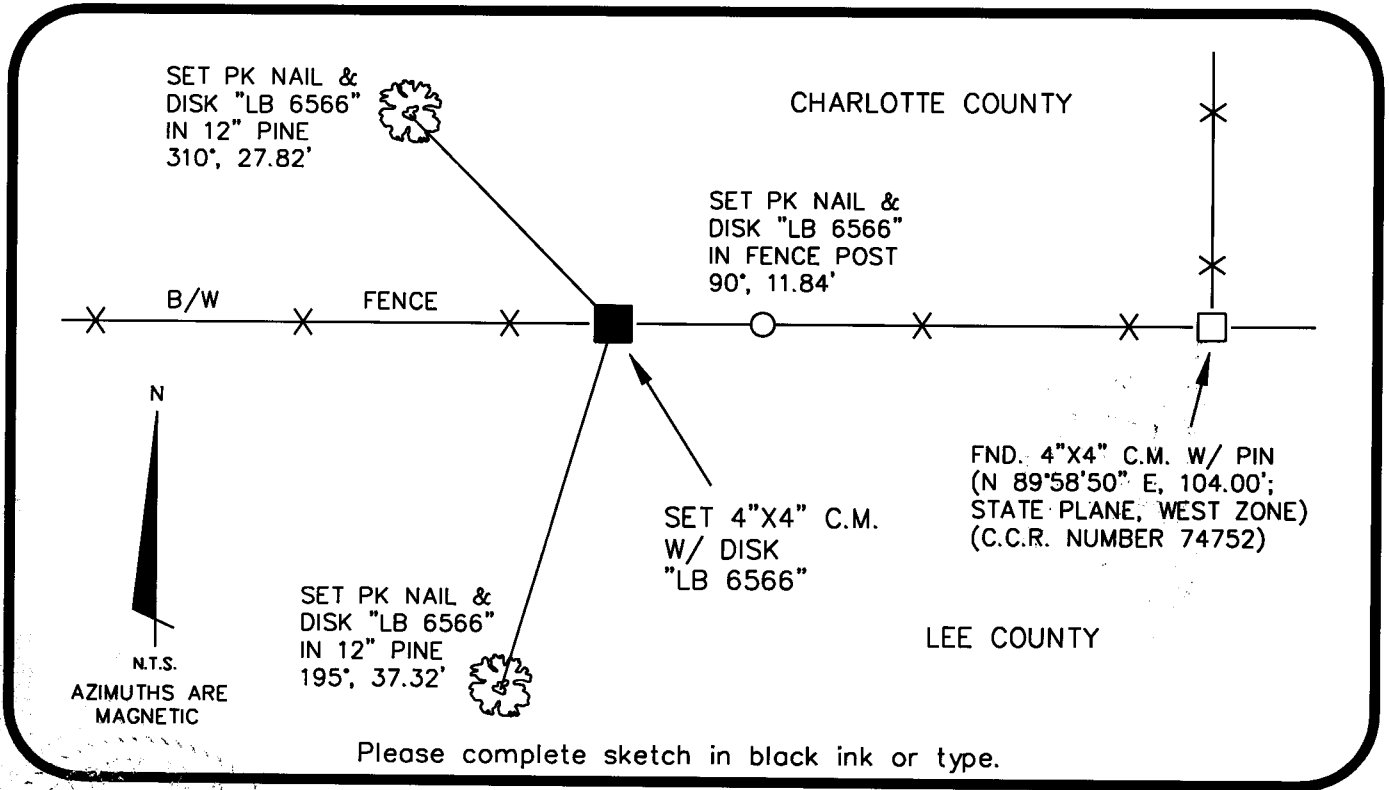 SET PK NAIL &
DISK "LB 6566"
IN 12" PINE
310°, 27.82'
CHARLOTTE COUNTY
SET PK NAIL &
DISK "LB 6566"
IN FENCE POST
90°, 11.84'
B/W FENCE
N
N.T.S.
AZIMUTHS ARE
MAGNETIC
SET 4"X4" C.M.
W/ DISK
"LB 6566"
FND. 4"X4" C.M. W/ PIN
(N 89°58'50" E, 104.00';
STATE PLANE, WEST ZONE)
(C.C.R. NUMBER 74752)
SET PK NAIL &
DISK "LB 6566"
IN 12" PINE
195°, 37.32'
LEE COUNTY
Please complete sketch in black ink or type.